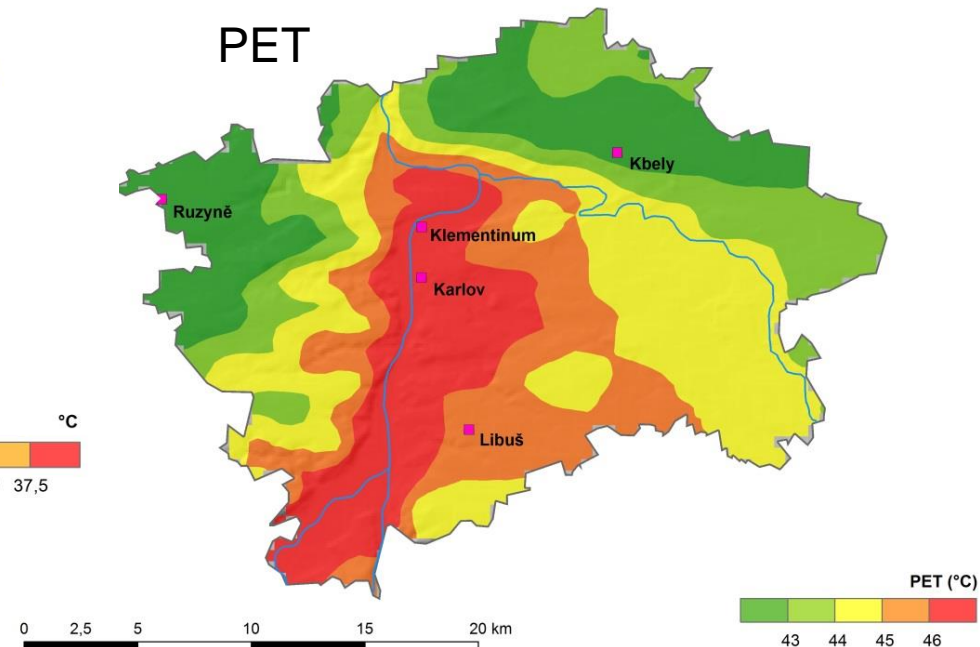 PET
Kbely
Ruzyně
Klementinum
Karlov
Libuš
°C
37,5
PET (°C)
43 44 45 46
0 2,5 5 10 15 20 km